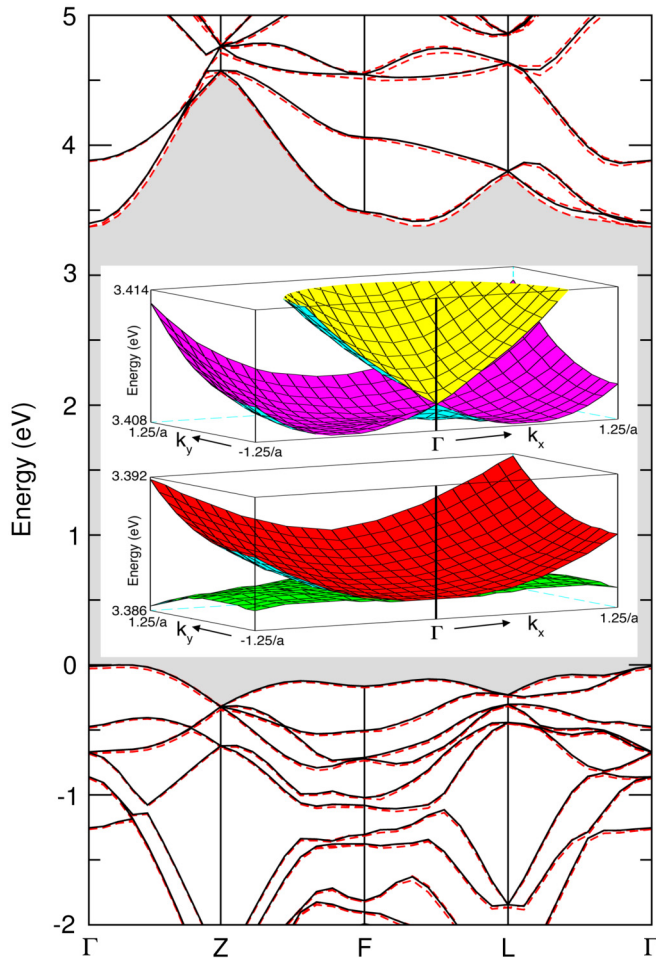 5
4
3
2
1
0
-1
-2
Energy (eV)
3.414
3.408
Energy (eV)
1.25/a
k_y
-1.25/a
Γ
k_x
1.25/a
3.392
3.386
Energy (eV)
1.25/a
k_y
-1.25/a
Γ
k_x
1.25/a
Γ Z F L Γ